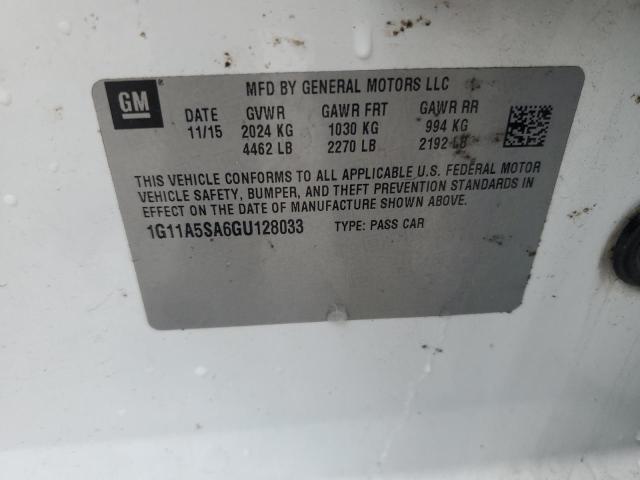 GM
MFD BY GENERAL MOTORS LLC
DATE GVWR GAWR FRT GAWR RR
11/15 2024 KG 1030 KG 994 KG
4462 LB 2270 LB 2192 LB
THIS VEHICLE CONFORMS TO ALL APPLICABLE U.S. FEDERAL MOTOR
VEHICLE SAFETY, BUMPER, AND THEFT PREVENTION STANDARDS IN
EFFECT ON THE DATE OF MANUFACTURE SHOWN ABOVE.
1G11A5SA6GU128033 TYPE: PASS CAR